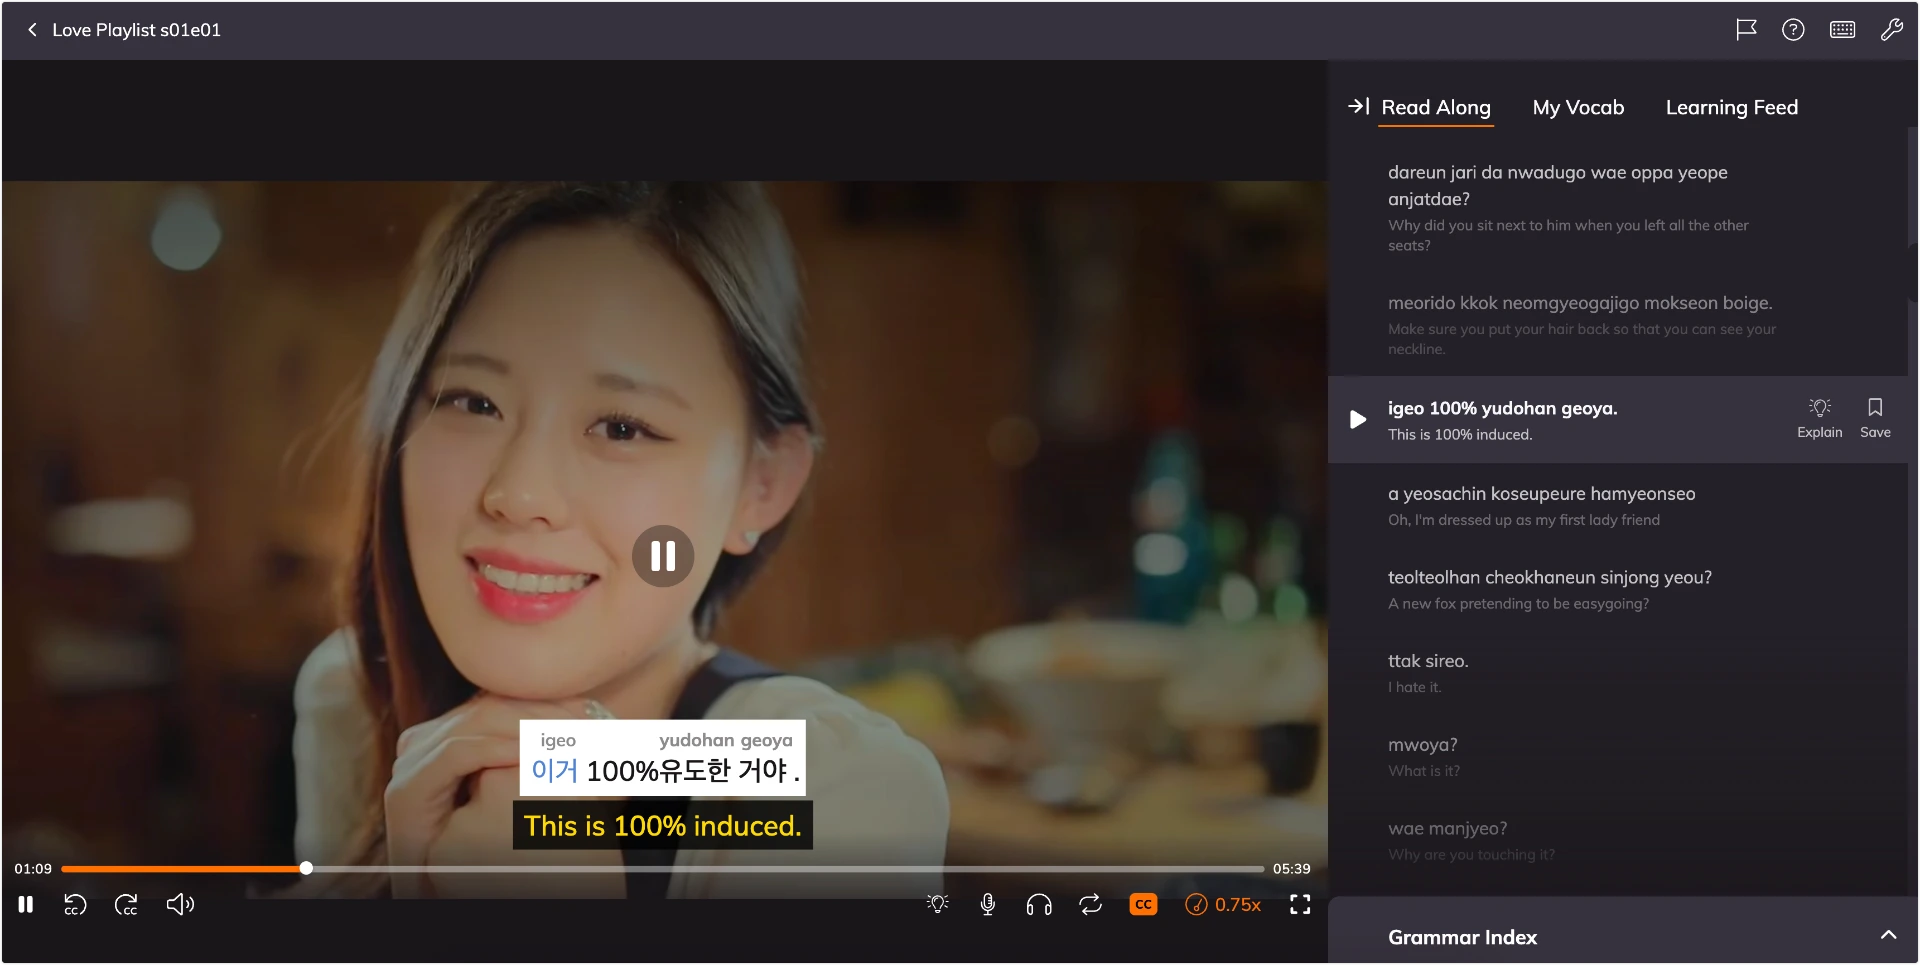 Love Playlist s01e01
Read Along
My Vocab
Learning Feed
dareun jari da nwadugo wae oppa yeope
anjatdae?
Why did you sit next to him when you left all the other
seats?
meorido kkok neomgyeogajigo mokseon boige.
Make sure you put your hair back so that you can see your
neckline.
igeo 100% yudohan geoya.
This is 100% induced.
Explain
Save
a yeosachin koseupeure hamyeonseo
Oh, I'm dressed up as my first lady friend
teolteolhan cheokhaneun sinjong yeou?
A new fox pretending to be easygoing?
ttak sireo.
I hate it.
mwoya?
What is it?
wae manjyeo?
Why are you touching it?
Grammar Index
igeo yudohan geoya
이거 100%유도한 거야 .
This is 100% induced.
01:09
05:39
CC
CC
CC
0.75x